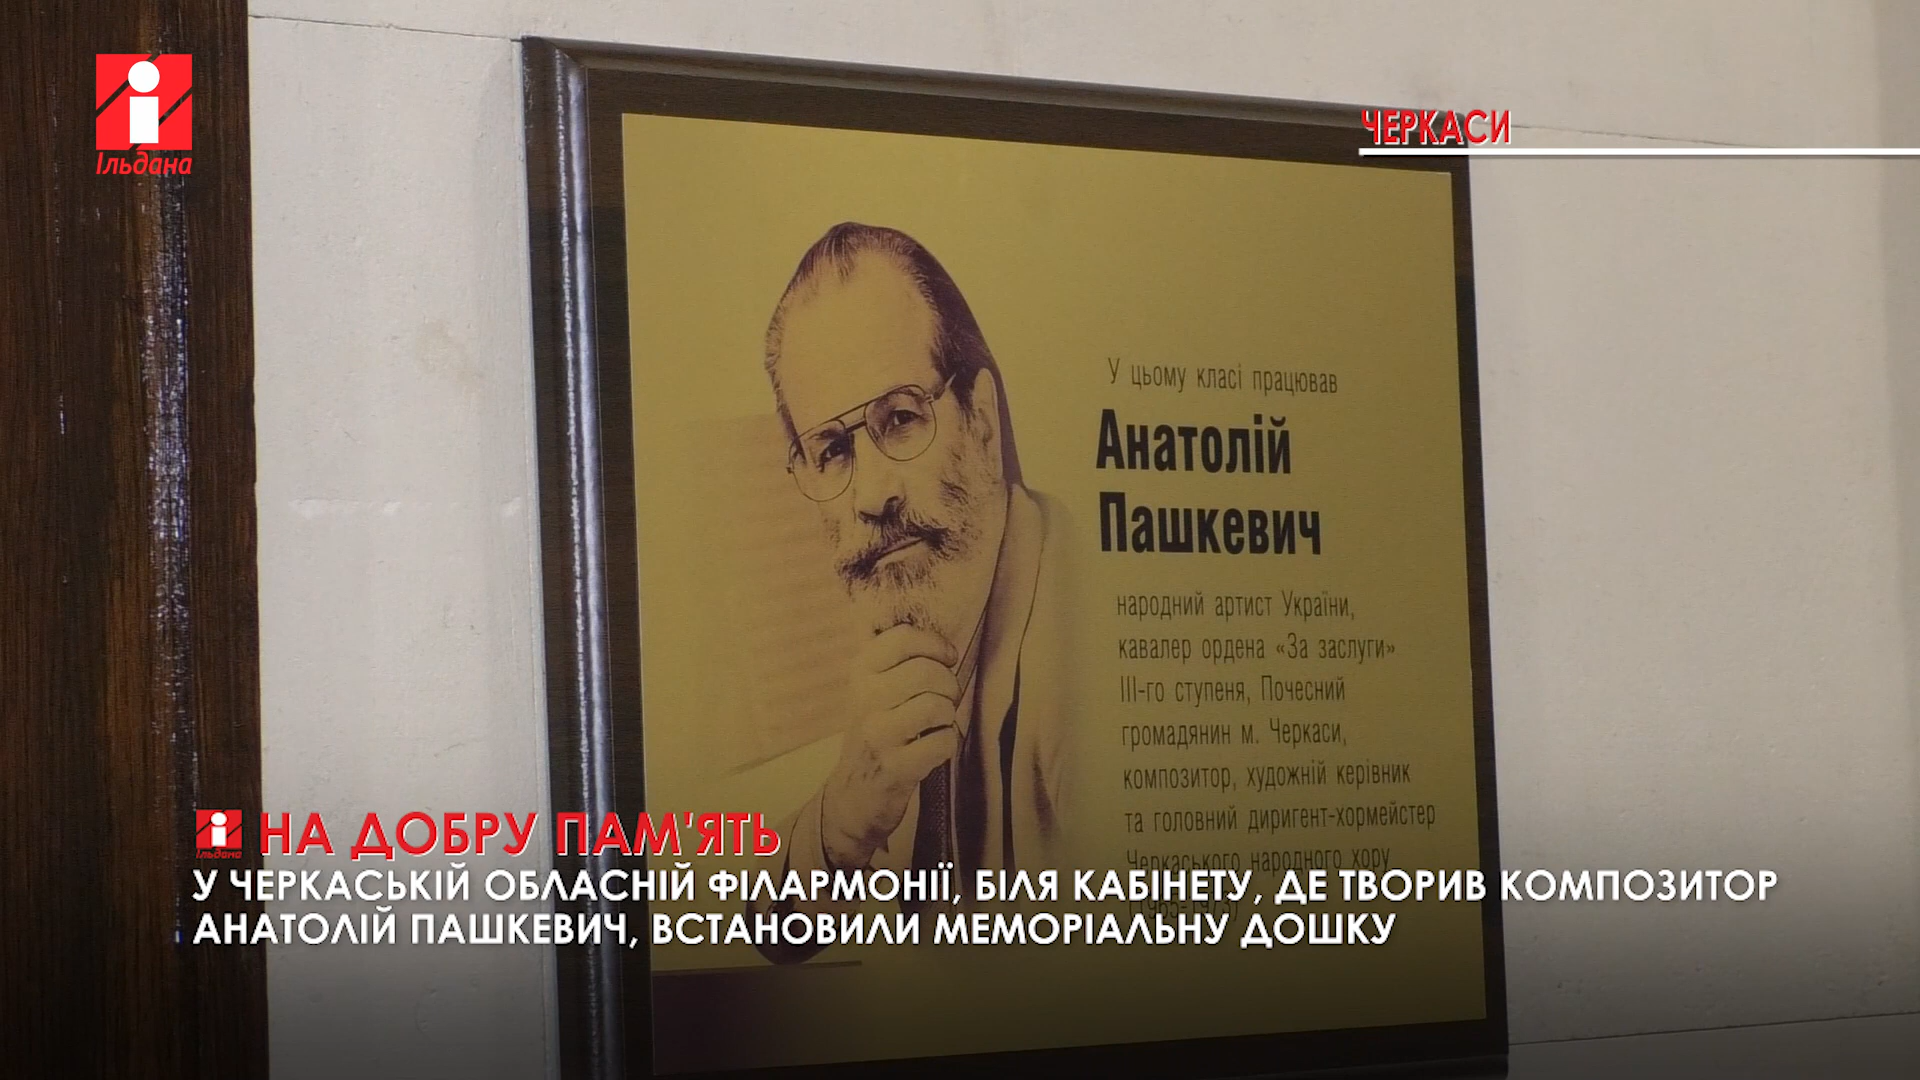 Ільдана
ЧЕРКАСИ
У цьому класі працював
Анатолій
Пашкевич
народний артист України,
кавалер ордена «За заслуги»
III-го ступеня, Почесний
громадянин м. Черкаси,
композитор, художній керівник
та головний диригент-хормейстер
Черкаського народного хору
НА ДОБРУ ПАМ'ЯТЬ
У ЧЕРКАСЬКІЙ ОБЛАСНІЙ ФІЛАРМОНІЇ, БІЛЯ КАБІНЕТУ, ДЕ ТВОРИВ КОМПОЗИТОР
АНАТОЛІЙ ПАШКЕВИЧ, ВСТАНОВИЛИ МЕМОРІАЛЬНУ ДОШКУ